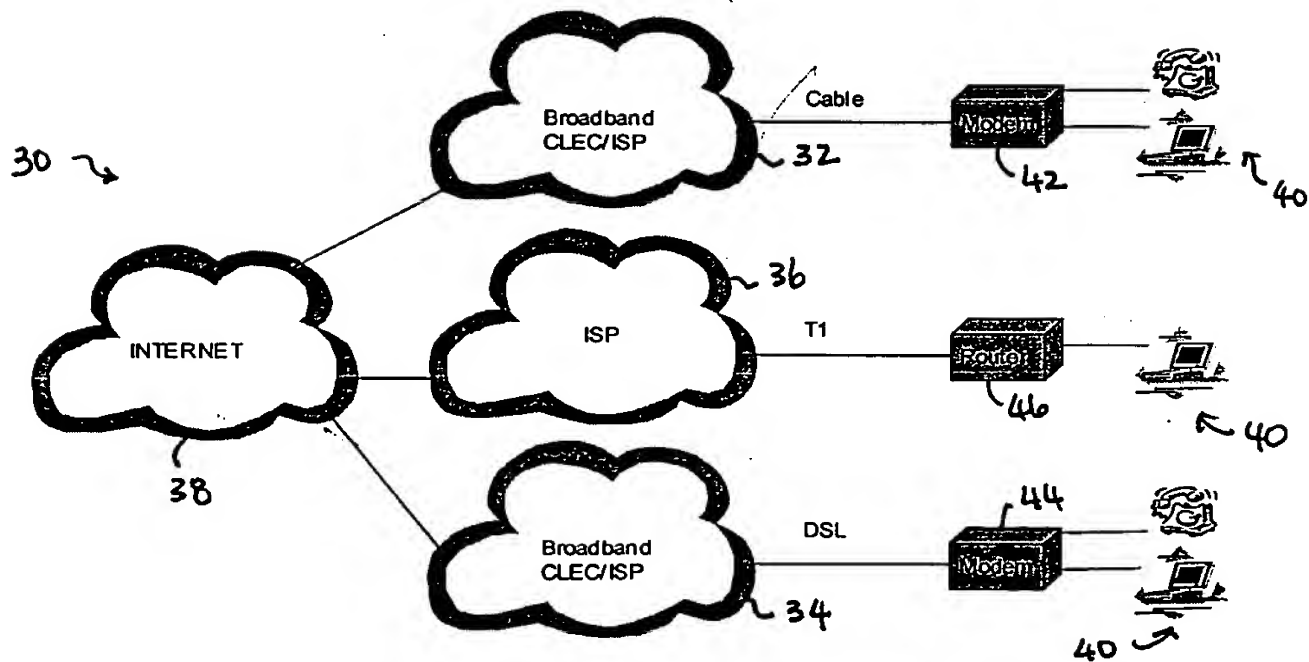 30
Broadband
CLEC/ISP
32
Cable
Modem
42
40
INTERNET
38
ISP
36
T1
Router
46
40
Broadband
CLEC/ISP
34
DSL
44
Modem
40